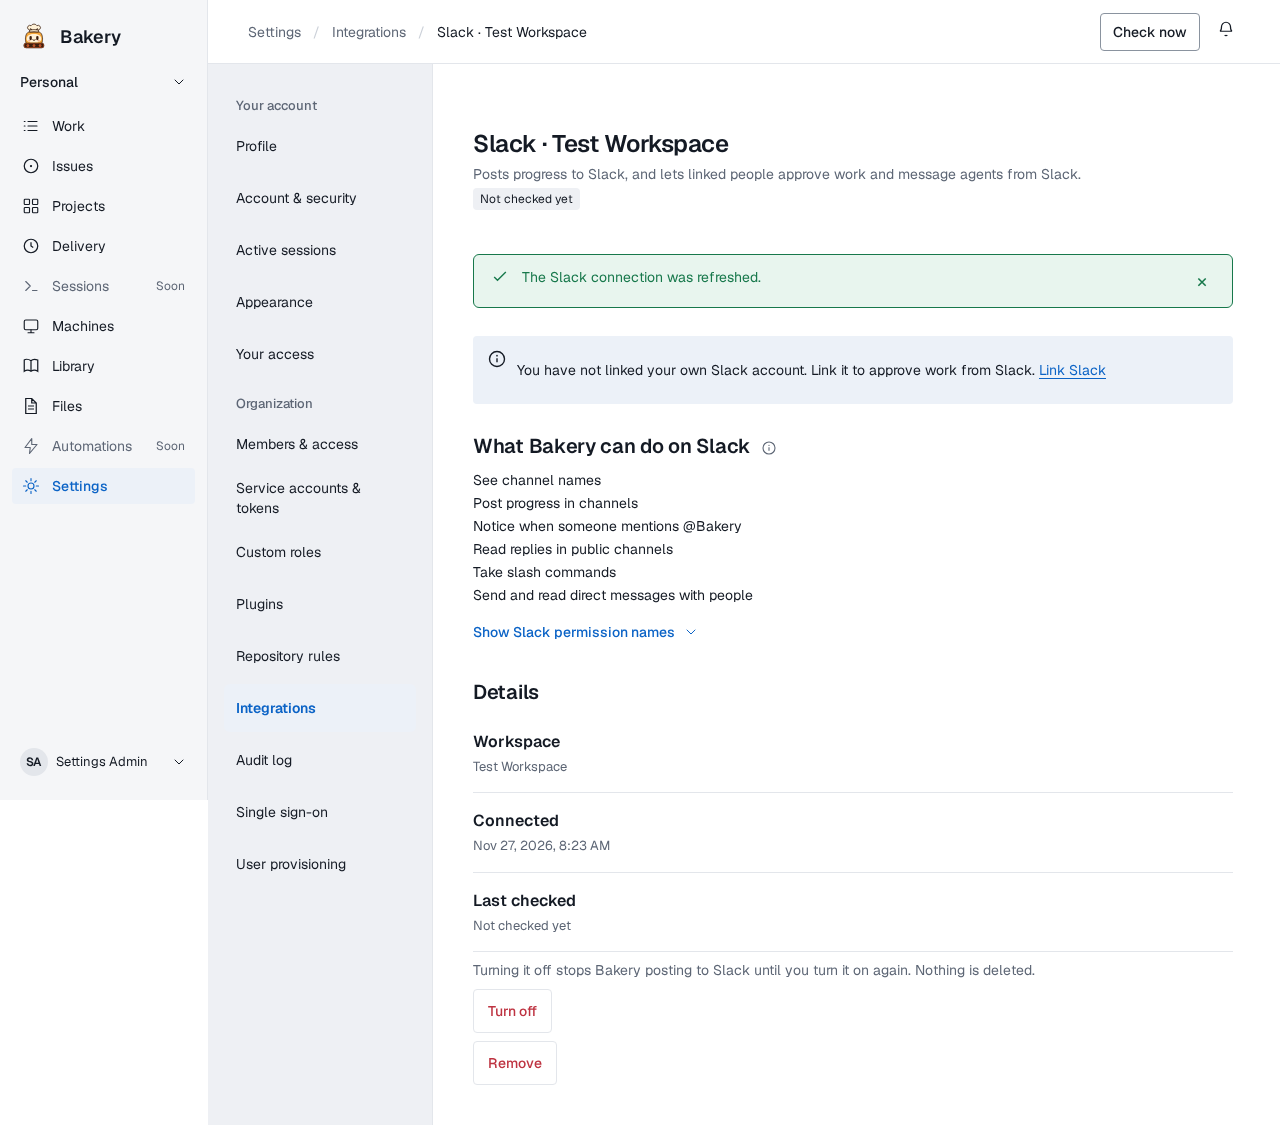 Bakery
Personal
Work
Issues
Projects
Delivery
Sessions Soon
Machines
Library
Files
Automations Soon
Settings
SA Settings Admin
Settings / Integrations / Slack · Test Workspace
Check now
Your account
Profile
Account & security
Active sessions
Appearance
Your access
Organization
Members & access
Service accounts &
tokens
Custom roles
Plugins
Repository rules
Integrations
Audit log
Single sign-on
User provisioning
Slack · Test Workspace
Posts progress to Slack, and lets linked people approve work and message agents from Slack.
Not checked yet
The Slack connection was refreshed.
You have not linked your own Slack account. Link it to approve work from Slack. Link Slack
What Bakery can do on Slack
See channel names
Post progress in channels
Notice when someone mentions @Bakery
Read replies in public channels
Take slash commands
Send and read direct messages with people
Show Slack permission names
Details
Workspace
Test Workspace
Connected
Nov 27, 2026, 8:23 AM
Last checked
Not checked yet
Turning it off stops Bakery posting to Slack until you turn it on again. Nothing is deleted.
Turn off
Remove